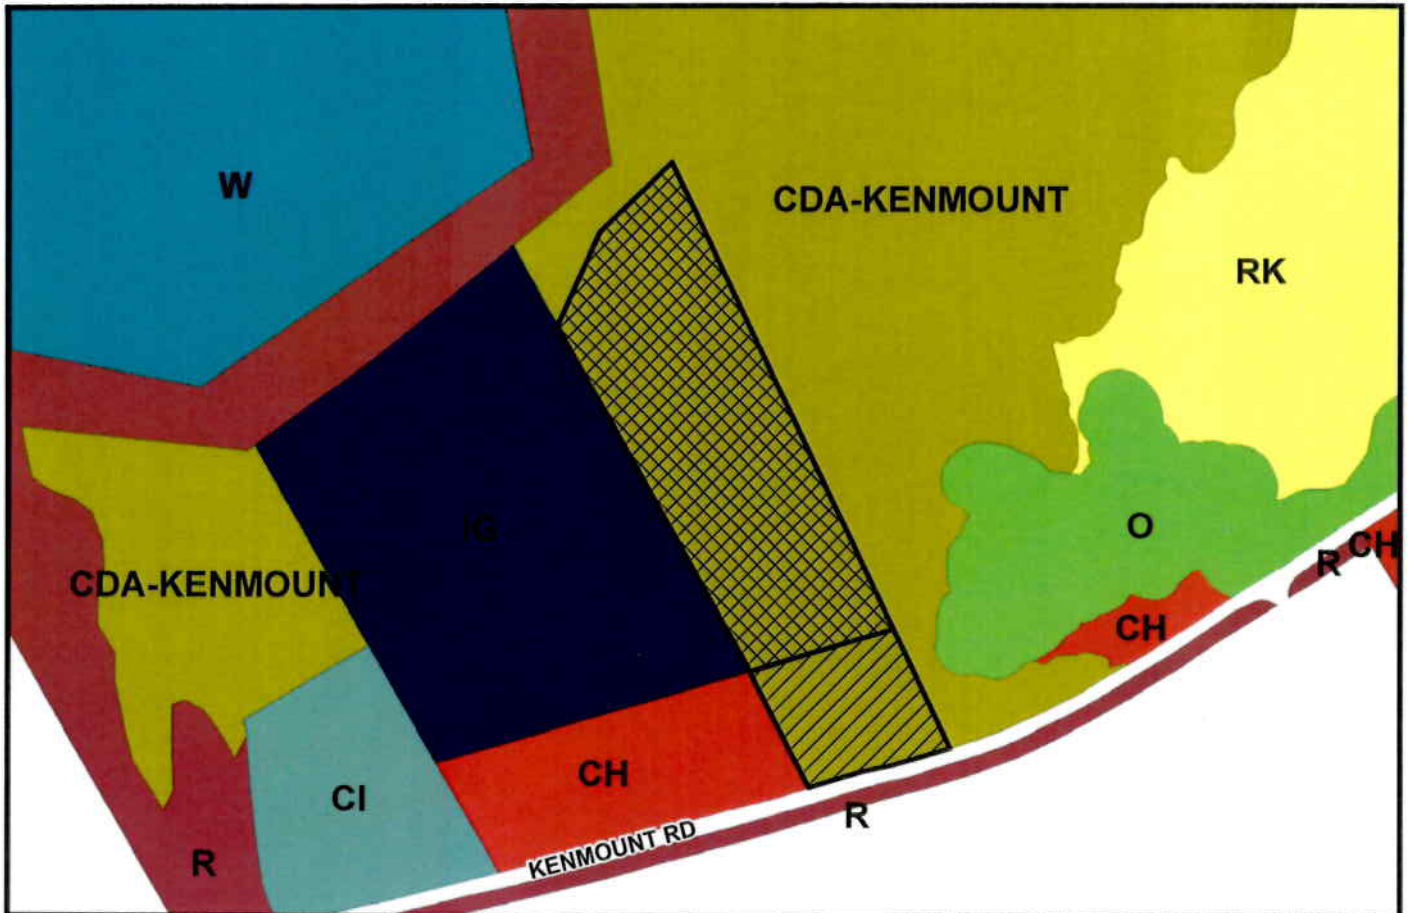 W
CDA-KENMOUNT
RK
IG
O
CH
R
CDA-KENMOUNT
CH
CH
CI
R
KENMOUNT RD
R